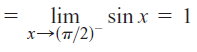 = lim x→(π/2)⁻ sin x = 1